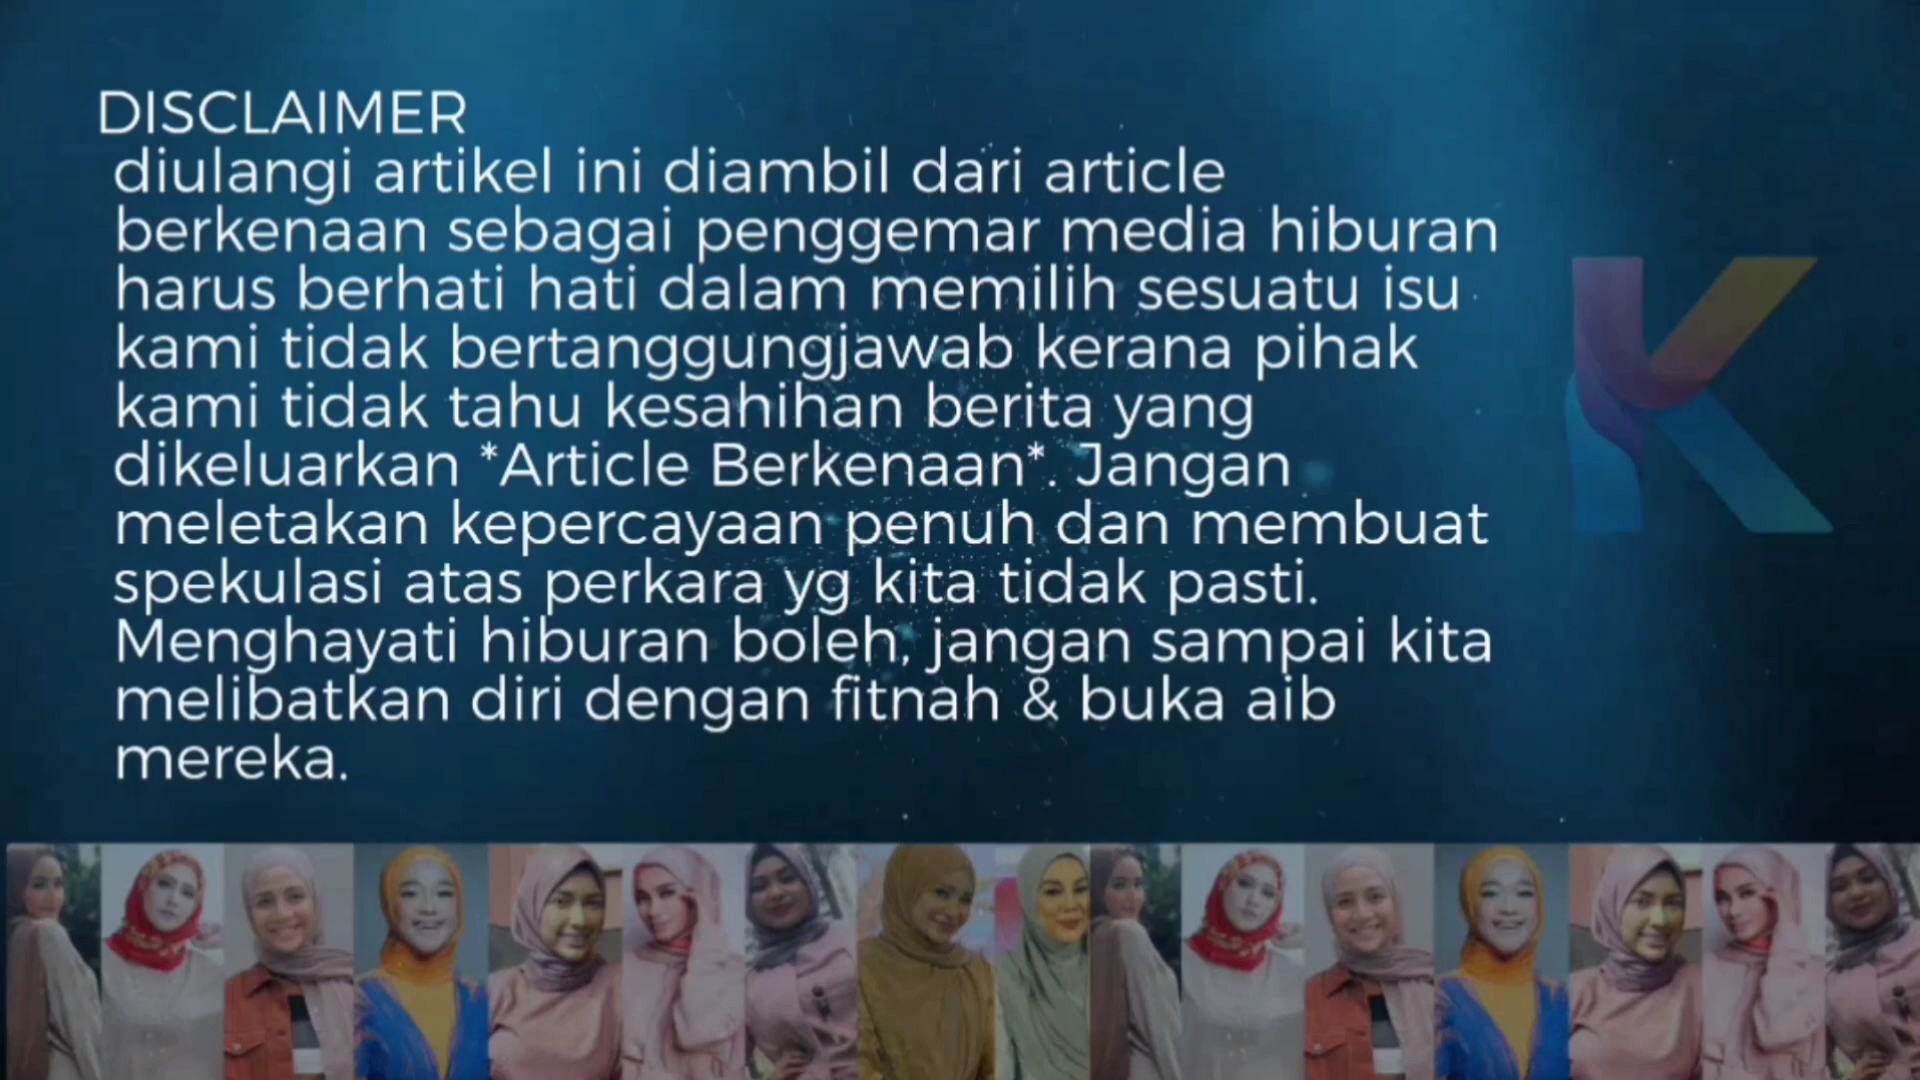 DISCLAIMER
diulangi artikel ini diambil dari article
berkenaan sebagai penggemar media hiburan
harus berhati hati dalam memilih sesuatu isu
kami tidak bertanggungjawab kerana pihak
kami tidak tahu kesahihan berita yang
dikeluarkan *Article Berkenaan*. Jangan
meletakan kepercayaan penuh dan membuat
spekulasi atas perkara yg kita tidak pasti.
Menghayati hiburan boleh, jangan sampai kita
melibatkan diri dengan fitnah & buka aib
mereka.
K